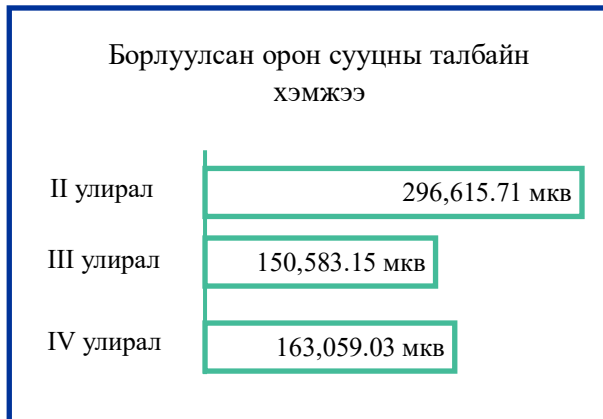 Борлуулсан орон сууцны талбайн
хэмжээ
II улирал 296,615.71 мкв
III улирал 150,583.15 мкв
IV улирал 163,059.03 мкв